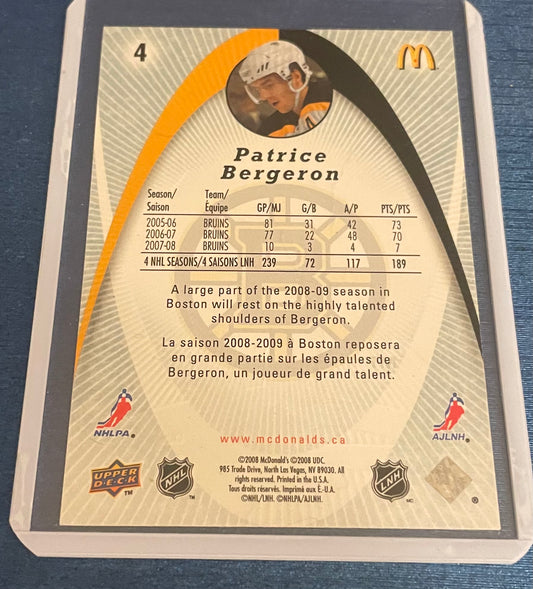 4
Patrice
Bergeron
Season/ Team/
Saison Équipe GP/MJ G/B A/P PTS/PTS
2005-06 BRUINS 81 31 42 73
2006-07 BRUINS 77 22 48 70
2007-08 BRUINS 10 3 4 7
4 NHL SEASONS/4 SAISONS LNH 239 72 117 189
A large part of the 2008-09 season in
Boston will rest on the highly talented
shoulders of Bergeron.
La saison 2008-2009 à Boston reposera
en grande partie sur les épaules de
Bergeron, un joueur de grand talent.
NHLPA. AJLNH.
www.mcdonalds.ca
©2008 McDonald's ©2008 UDC.
985 Trade Drive, North Las Vegas, NV 89030. All
rights reserved. Printed in the U.S.A.
Tous droits réservés. Imprimé aux É.-U.A.
©NHL/LNH. ©NHLPA/AJLNH.
UPPER DECK TM NHL TM LNH MC ®